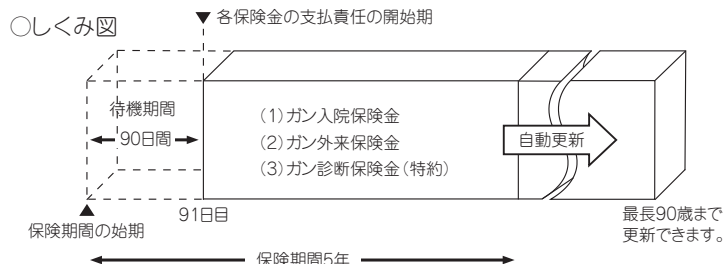 ○しくみ図
▼各保険金の支払責任の開始期
待機期間
90日間
(1)ガン入院保険金
(2)ガン外来保険金
(3)ガン診断保険金(特約)
自動更新
▲
保険期間の始期
91日目
最長90歳まで
更新できます。
保険期間5年